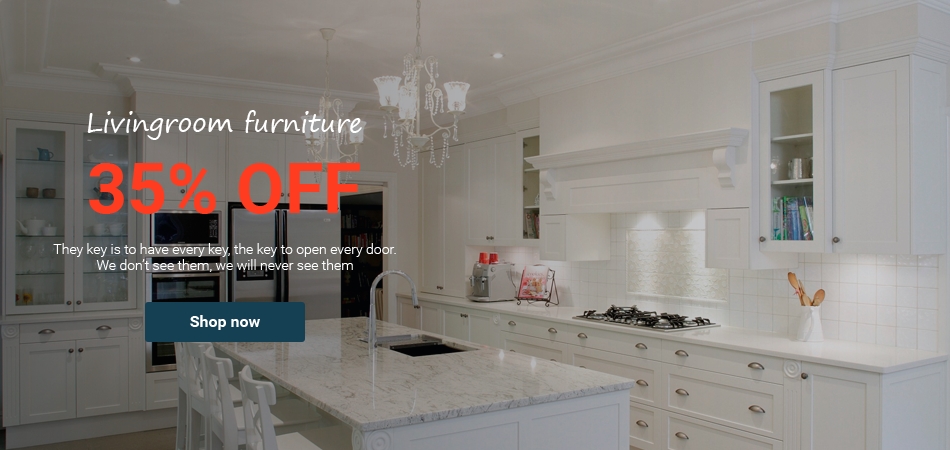 Livingroom furniture
35% OFF
They key is to have every key, the key to open every door.
We don't see them, we will never see them
Shop now